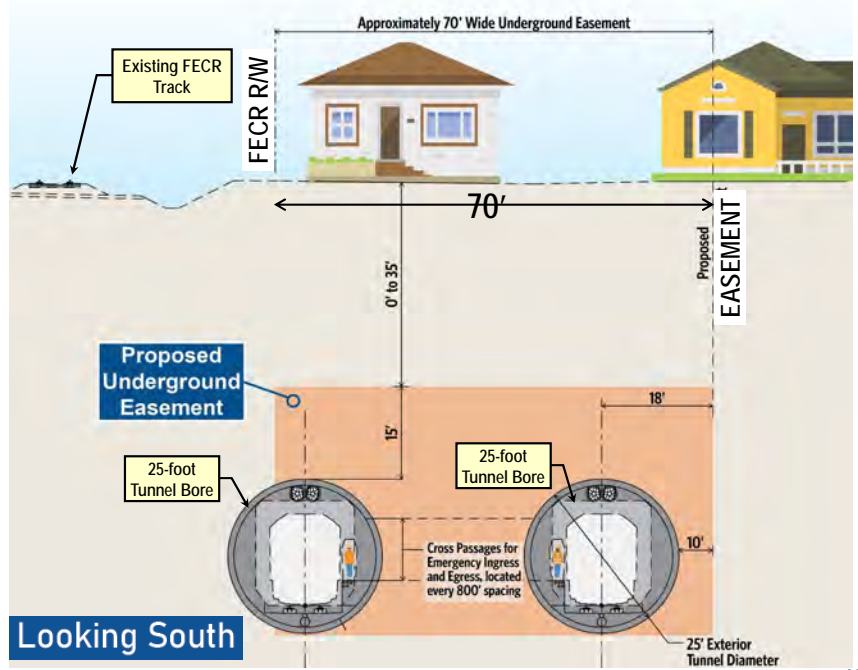 Approximately 70' Wide Underground Easement
Existing FECR
Track
FECR R/W
70'
Proposed
EASEMENT
0' to 35'
Proposed
Underground
Easement
15'
18'
25-foot
Tunnel Bore
25-foot
Tunnel Bore
10'
Cross Passages for
Emergency Ingress
and Egress, located
every 800' spacing
Looking South
25' Exterior
Tunnel Diameter